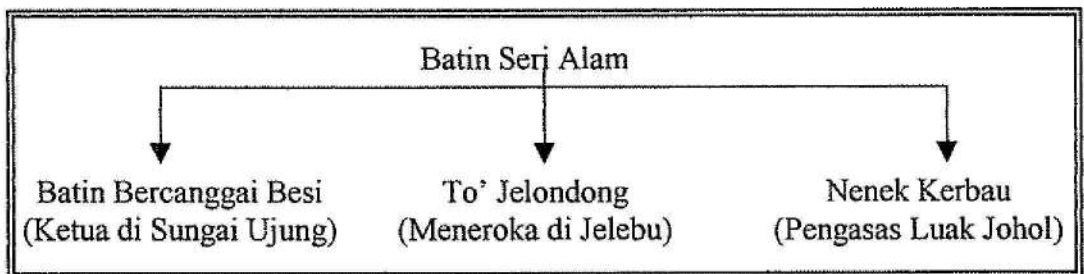 Batin Seri Alam
Batin Bercanggai Besi
(Ketua di Sungai Ujung)
To' Jelondong
(Meneroka di Jelebu)
Nenek Kerbau
(Pengasas Luak Johol)